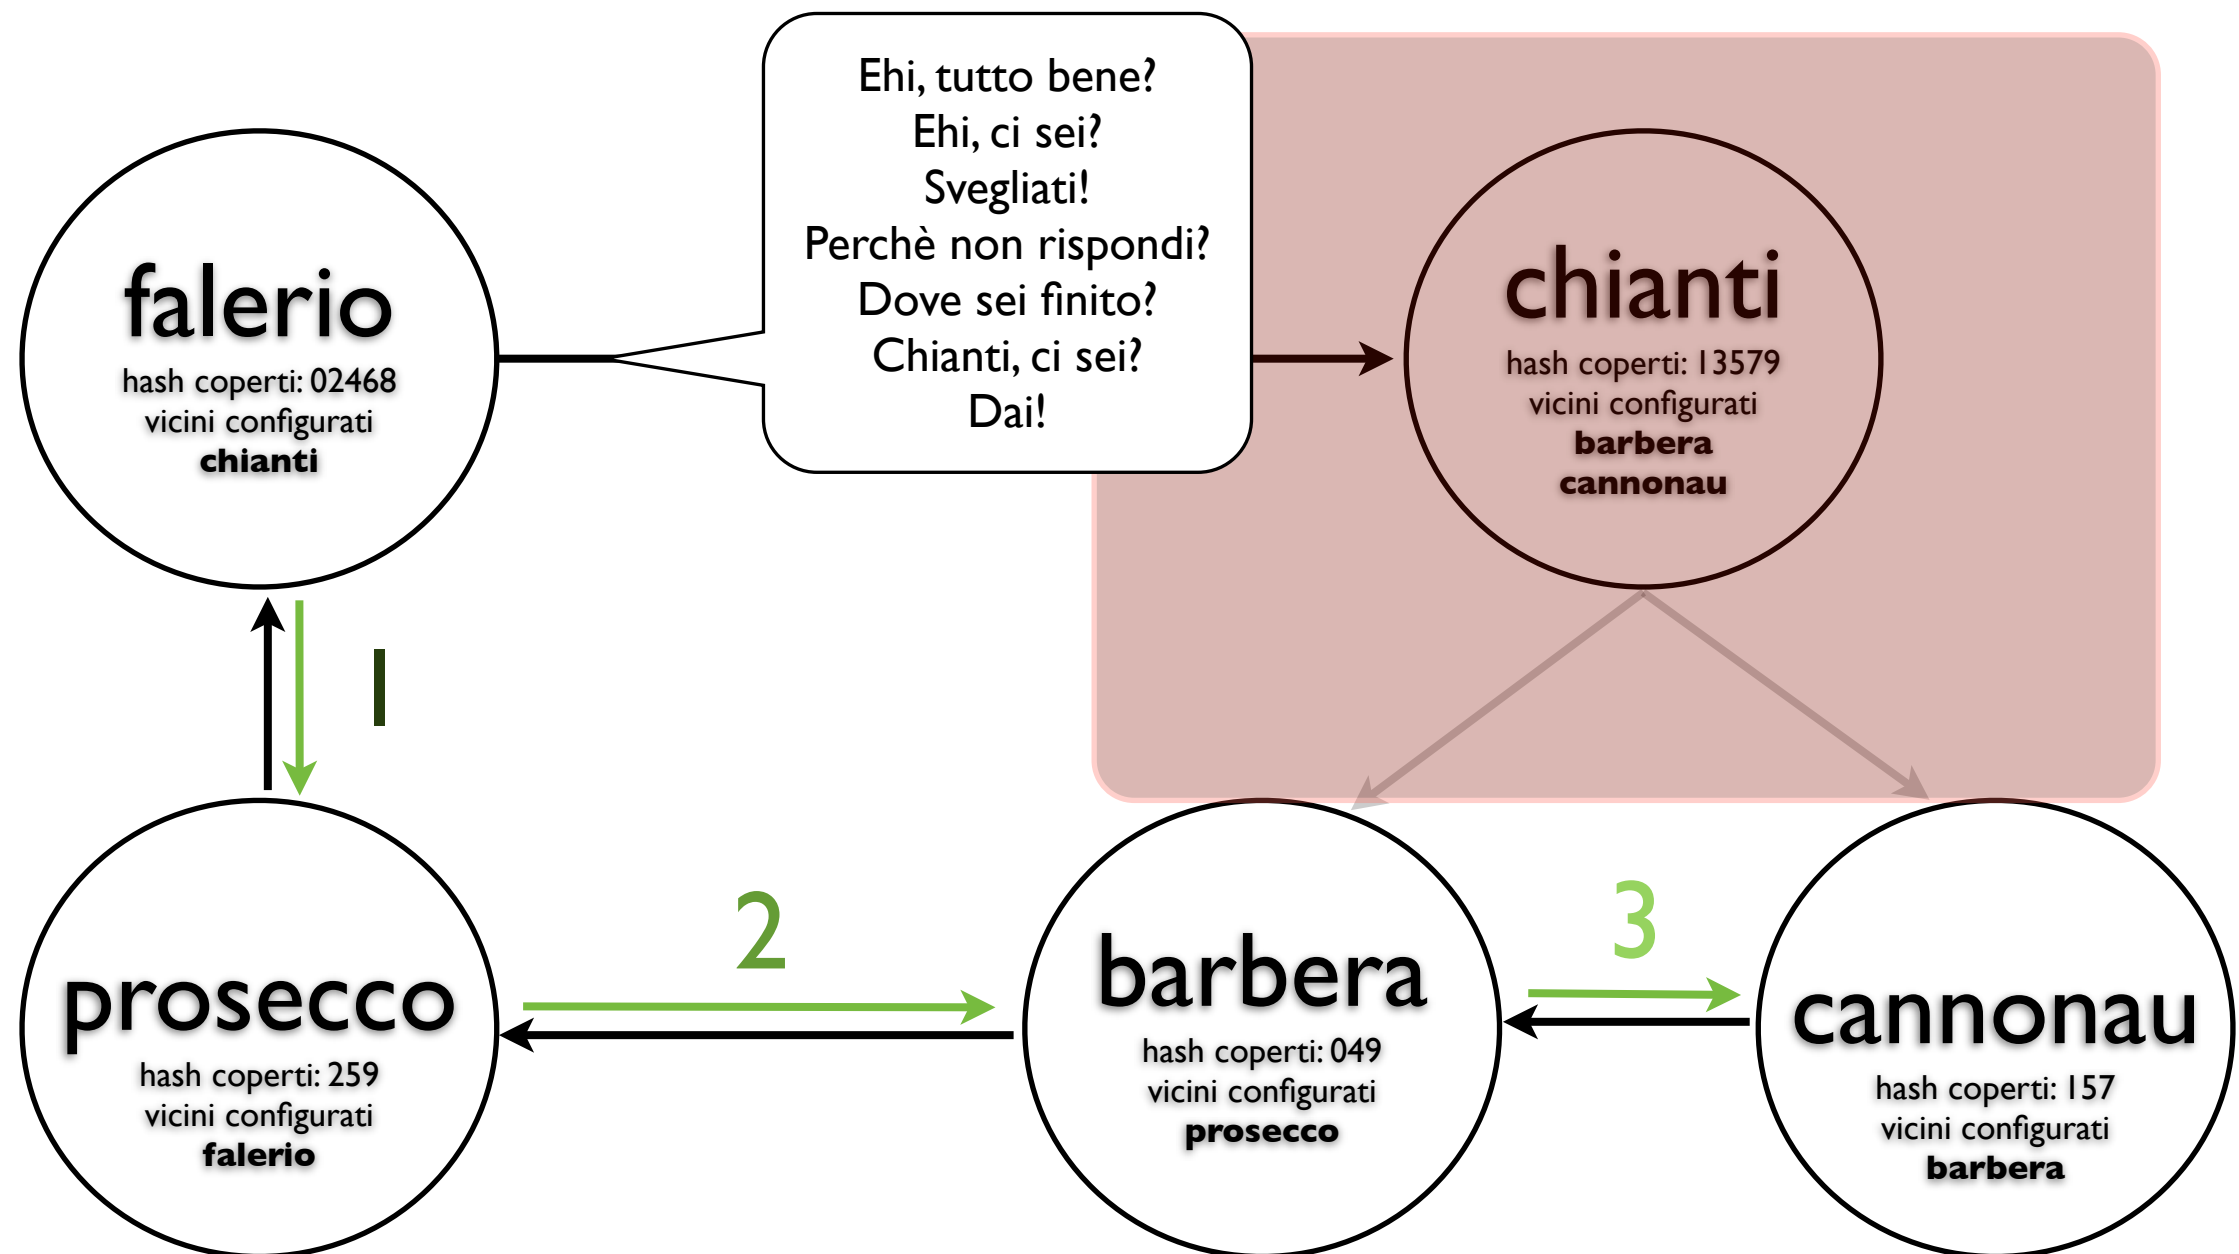 Ehi, tutto bene?
Ehi, ci sei?
Svegliati!
Perchè non rispondi?
Dove sei finito?
Chianti, ci sei?
Dai!
falerio
hash coperti: 02468
vicini configurati
chianti
chianti
hash coperti: 13579
vicini configurati
barbera
cannonau
1
2
3
prosecco
hash coperti: 259
vicini configurati
falerio
barbera
hash coperti: 049
vicini configurati
prosecco
cannonau
hash coperti: 157
vicini configurati
barbera